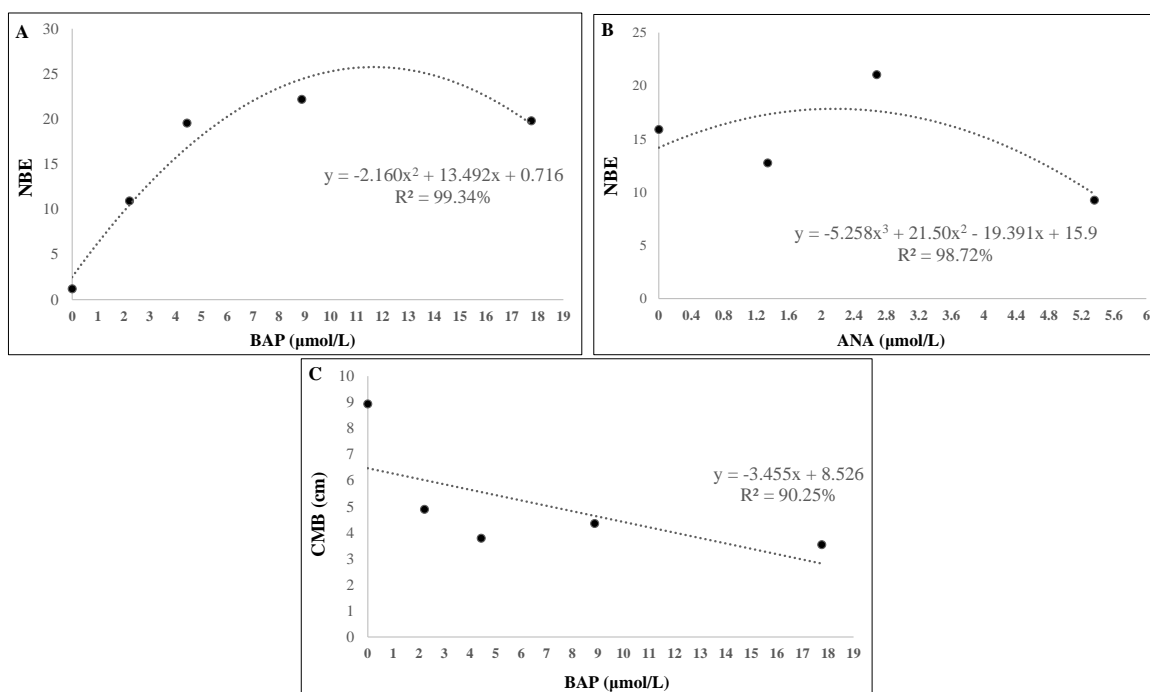 A
30
25
20
15
10
5
0
NBE
y = -2.160x² + 13.492x + 0.716
R² = 99.34%
0 1 2 3 4 5 6 7 8 9 10 11 12 13 14 15 16 17 18 19
BAP (µmol/L)
B
25
20
15
10
5
0
NBE
y = -5.258x³ + 21.50x² - 19.391x + 15.9
R² = 98.72%
0 0.4 0.8 1.2 1.6 2 2.4 2.8 3.2 3.6 4 4.4 4.8 5.2 6
ANA (µmol/L)
C
10
9
8
7
6
5
4
3
2
1
0
CMB (cm)
y = -3.455x + 8.526
R² = 90.25%
0 1 2 3 4 5 6 7 8 9 10 11 12 13 14 15 16 17 18 19
BAP (µmol/L)